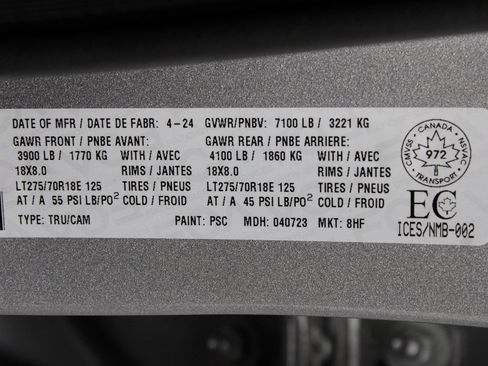 DATE OF MFR / DATE DE FABR: 4-24 GVWR/PNBV: 7100 LB / 3221 KG
GAWR FRONT / PNBE AVANT: GAWR REAR / PNBE ARRIERE:
3900 LB / 1770 KG WITH / AVEC 4100 LB / 1860 KG WITH / AVEC
18X8.0 RIMS / JANTES 18X8.0 RIMS / JANTES
LT275/70R18E 125 TIRES / PNEUS LT275/70R18E 125 TIRES / PNEUS
AT / A 55 PSI LB/PO² COLD / FROID AT / A 45 PSI LB/PO² COLD / FROID
TYPE: TRU/CAM PAINT: PSC MDH: 040723 MKT: 8HF
CANADA
CMVSS 972 NSVAC
TRANSPORT
EC
ICES/NMB-002